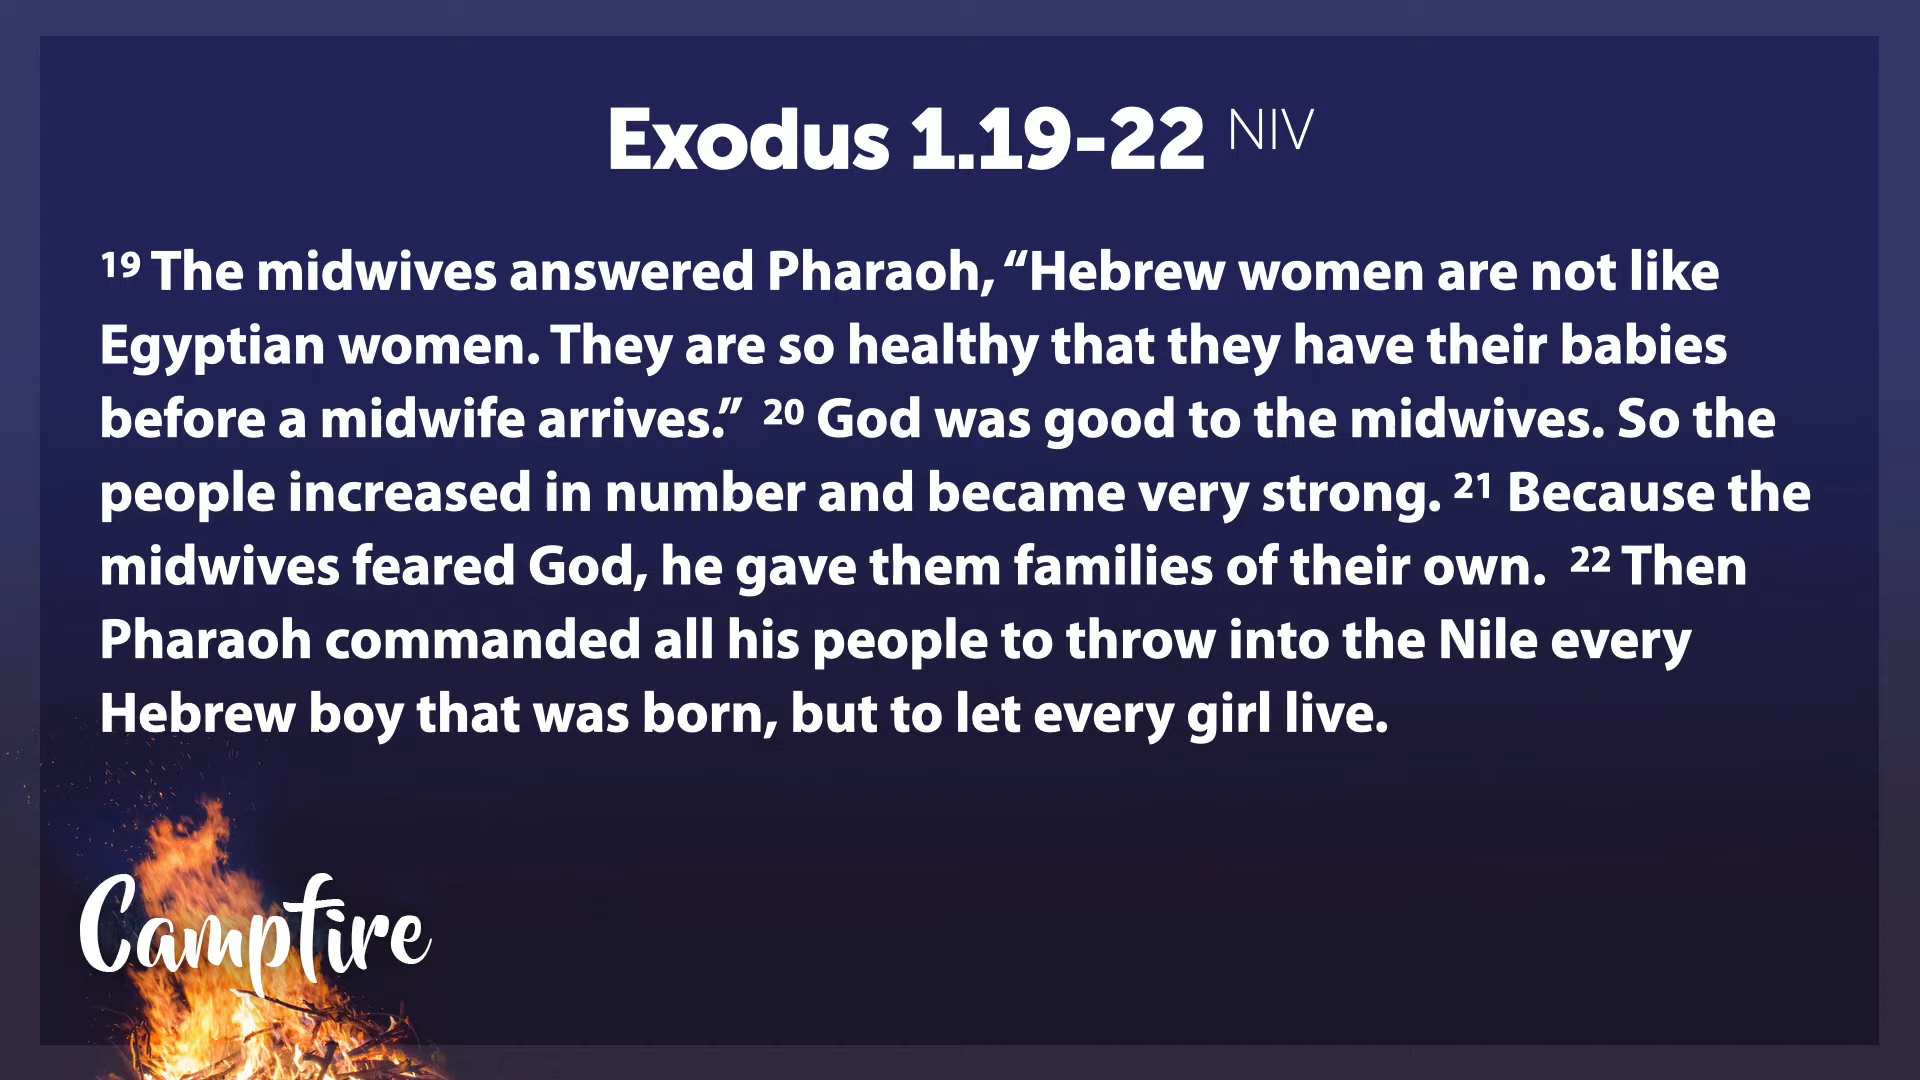 Exodus 1.19-22 NIV
19 The midwives answered Pharaoh, “Hebrew women are not like
Egyptian women. They are so healthy that they have their babies
before a midwife arrives.” 20 God was good to the midwives. So the
people increased in number and became very strong. 21 Because the
midwives feared God, he gave them families of their own. 22 Then
Pharaoh commanded all his people to throw into the Nile every
Hebrew boy that was born, but to let every girl live.
Campfire